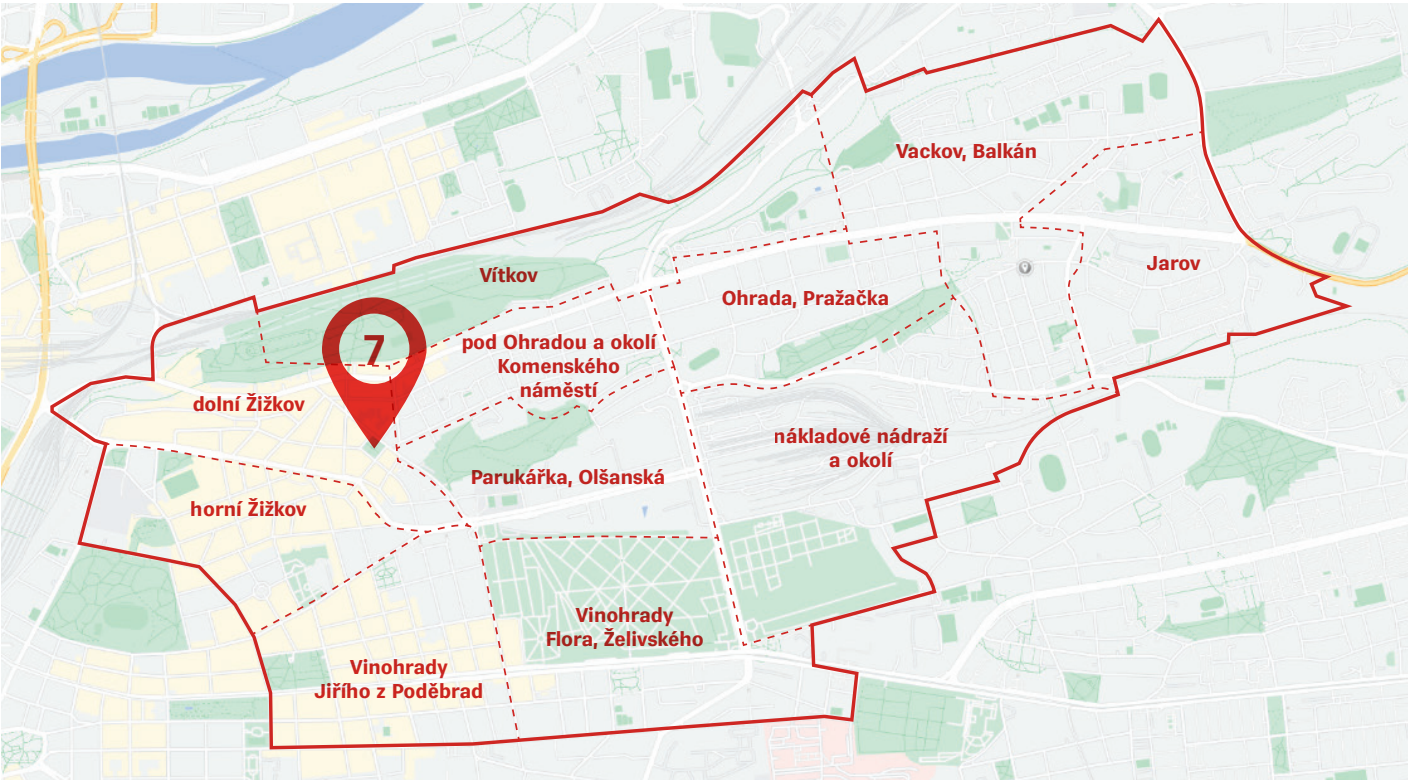 Vackov, Balkán
Jarov
Vítkov
Ohrada, Pražačka
7
pod Ohradou a okolí
Komenského
náměstí
dolní Žižkov
nákladové nádraží
a okolí
Parukářka, Olšanská
horní Žižkov
Vinohrady
Flora, Želivského
Vinohrady
Jiřího z Poděbrad